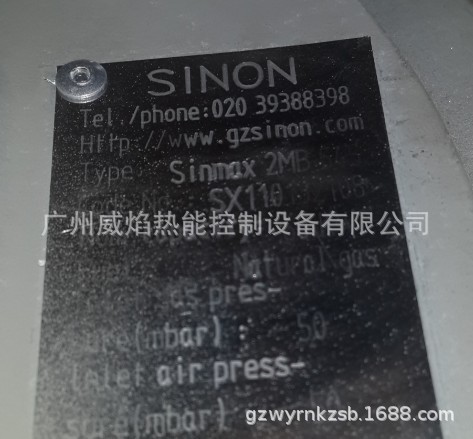 SINON
Tel./phone:020 39388398
Http://www.gzsinon.com
Type: Sinmax 2MB
SX110
广州威焰热能控制设备有限公司
Natural gas
gas pres-
sure(mbar) : 50
Inlet air press-
sure(mbar)
gzwyrnkzsb.1688.com